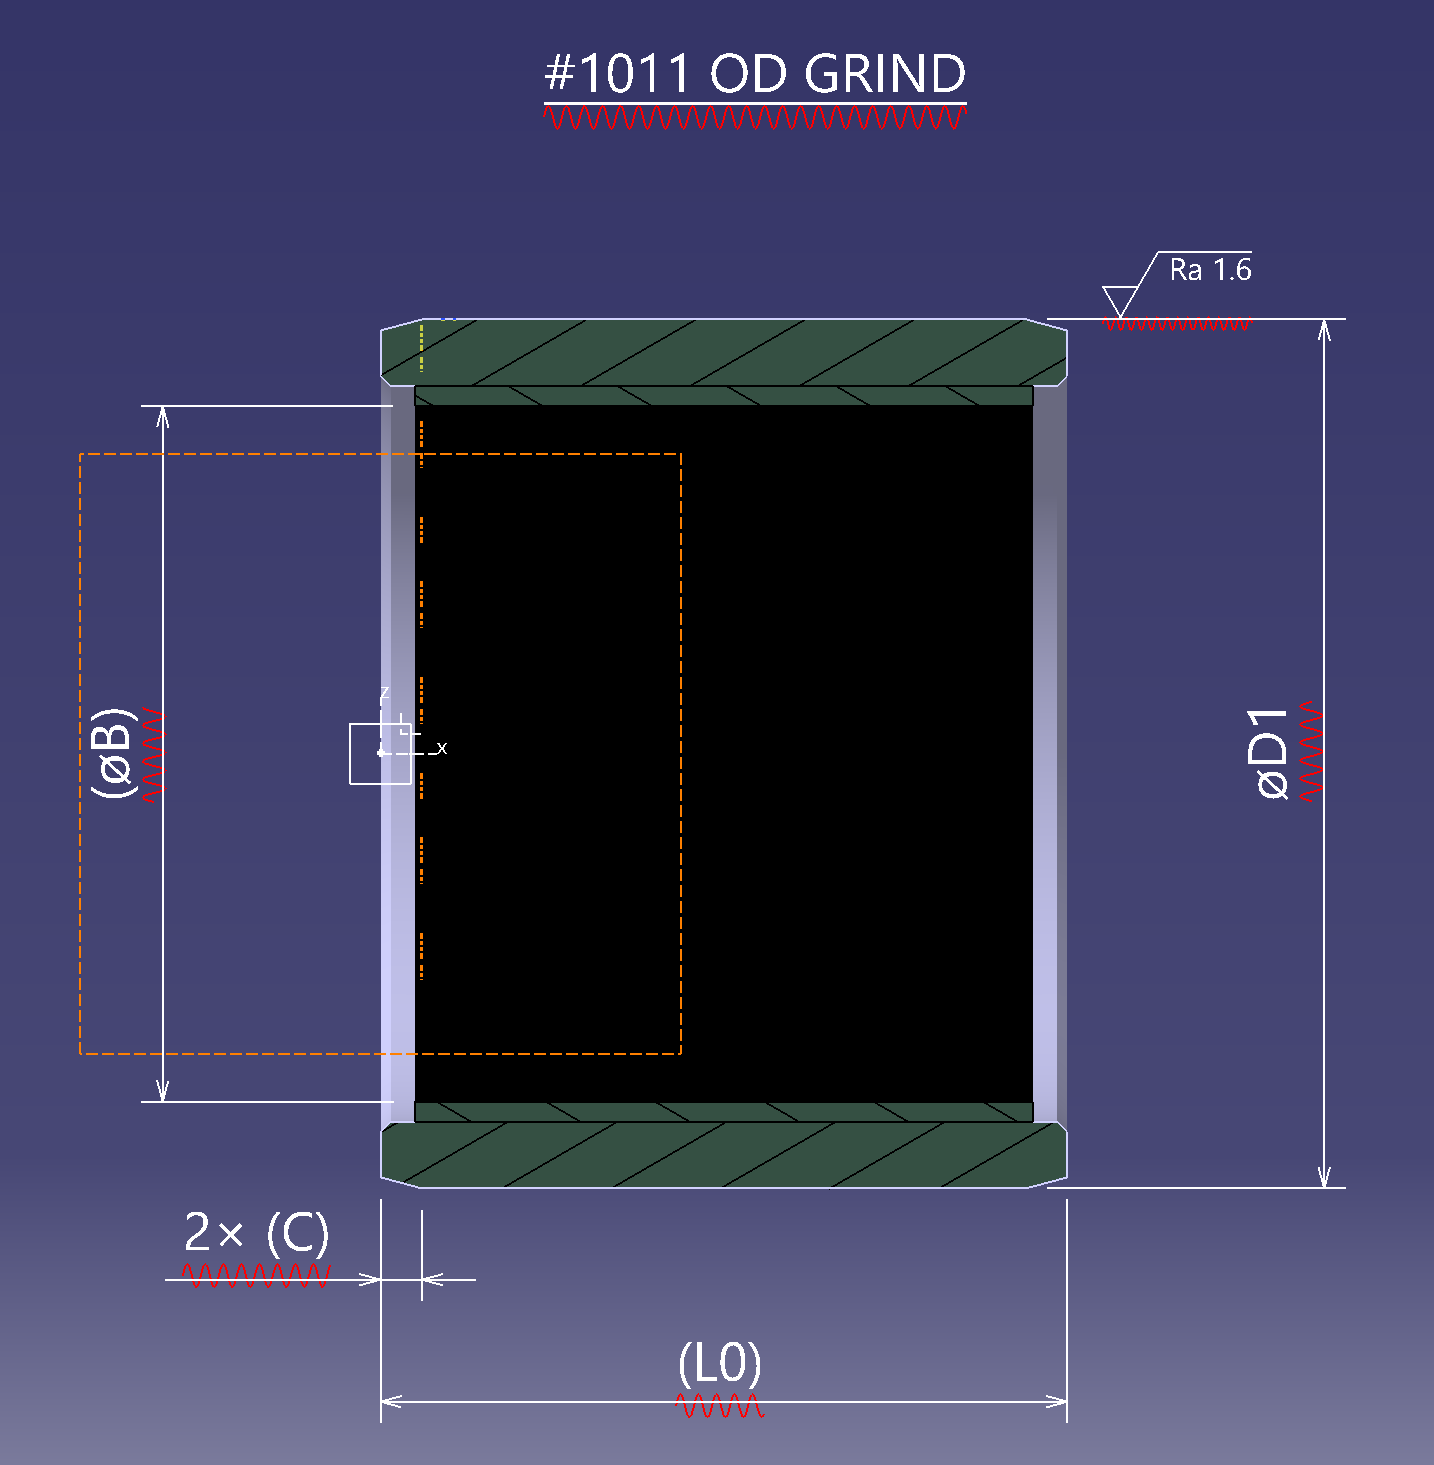 #1011 OD GRIND
Ra 1.6
(øB)
z
x
øD1
2× (C)
(L0)